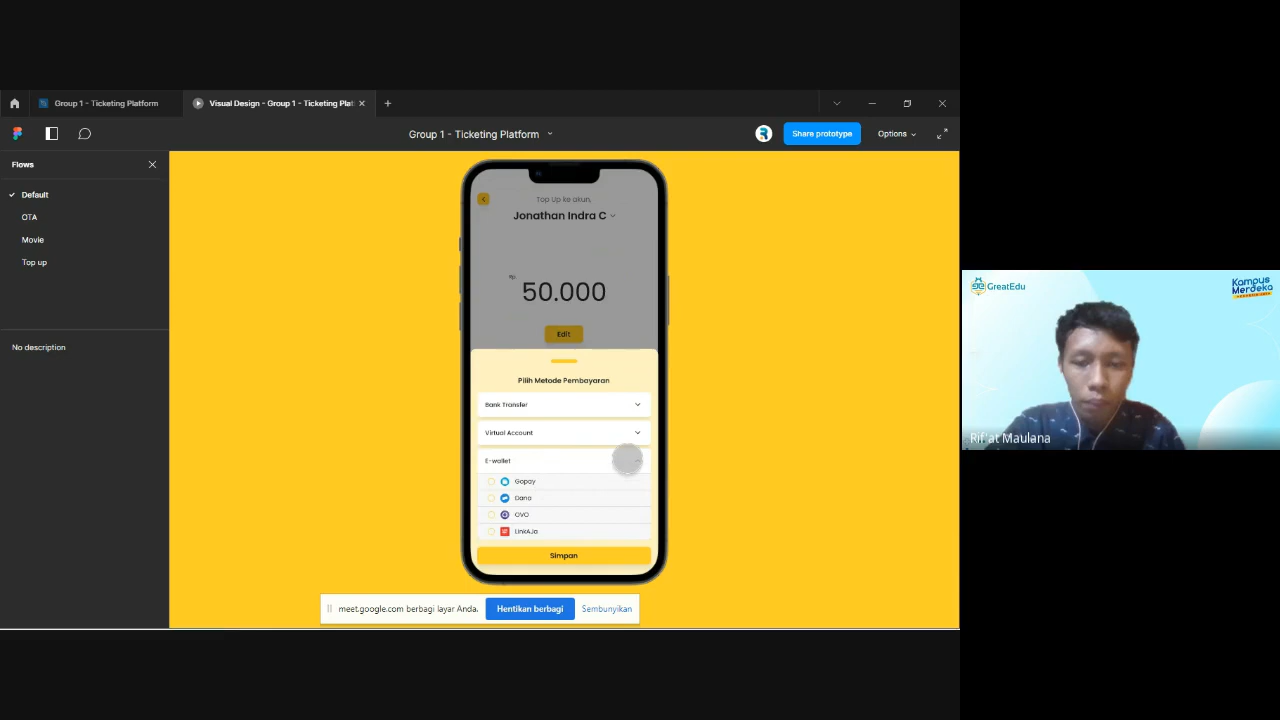 Group 1 - Ticketing Platform
Visual Design - Group 1 - Ticketing Plat
Group 1 - Ticketing Platform
Share prototype
Options
Flows
Default
OTA
Movie
Top up
No description
Top Up ke akun,
Jonathan Indra C
Rp
50.000
Edit
Pilih Metode Pembayaran
Bank Transfer
Virtual Account
E-wallet
Gopay
Dana
OVO
LinkAja
Simpan
meet.google.com berbagi layar Anda.
Hentikan berbagi
Sembunyikan
GreatEdu
Kampus
Merdeka
Rif'at Maulana